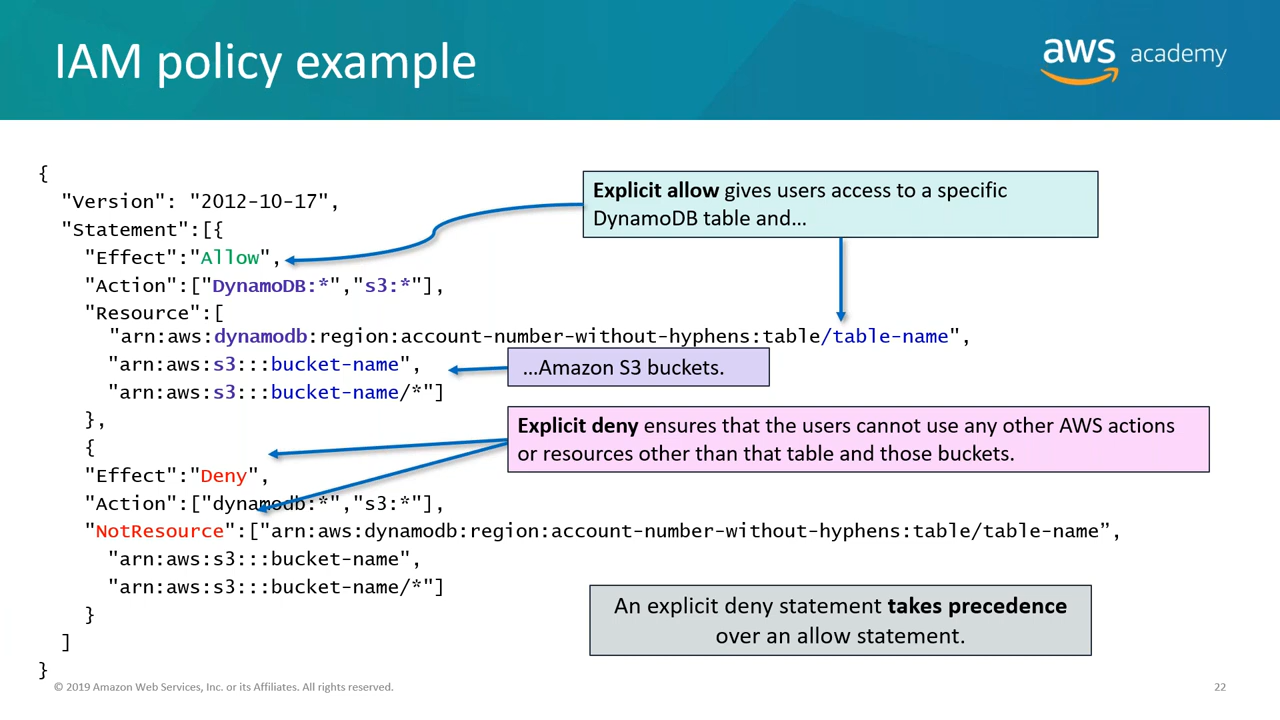 IAM policy example
aws academy
{
"Version": "2012-10-17",
"Statement":[{
"Effect":"Allow",
"Action":["DynamoDB:*","s3:*"],
"Resource":[
"arn:aws:dynamodb:region:account-number-without-hyphens:table/table-name",
"arn:aws:s3:::bucket-name",
"arn:aws:s3:::bucket-name/*"]
},
{
"Effect":"Deny",
"Action":["dynamodb:*","s3:*"],
"NotResource":["arn:aws:dynamodb:region:account-number-without-hyphens:table/table-name”,
"arn:aws:s3:::bucket-name",
"arn:aws:s3:::bucket-name/*"]
}
]
}
Explicit allow gives users access to a specific
DynamoDB table and…
…Amazon S3 buckets.
Explicit deny ensures that the users cannot use any other AWS actions
or resources other than that table and those buckets.
An explicit deny statement takes precedence
over an allow statement.
© 2019 Amazon Web Services, Inc. or its Affiliates. All rights reserved.
22